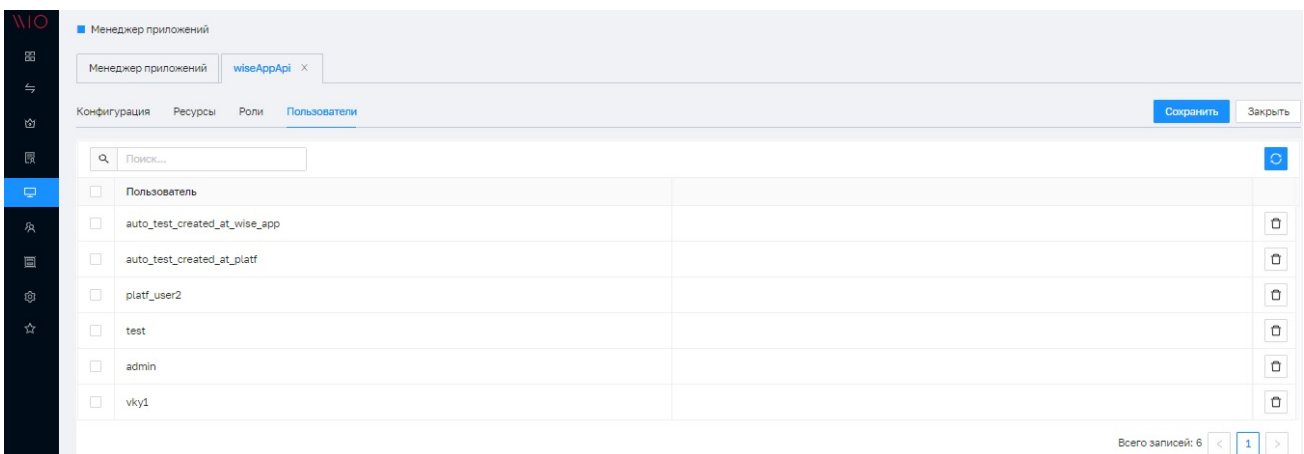 WIO
Менеджер приложений
Менеджер приложений wiseAppApi
Конфигурация Ресурсы Роли Пользователи Сохранить Закрыть
Поиск...
Пользователь
auto_test_created_at_wise_app
auto_test_created_at_platf
platf_user2
test
admin
vky1
Всего записей: 6 < 1 >